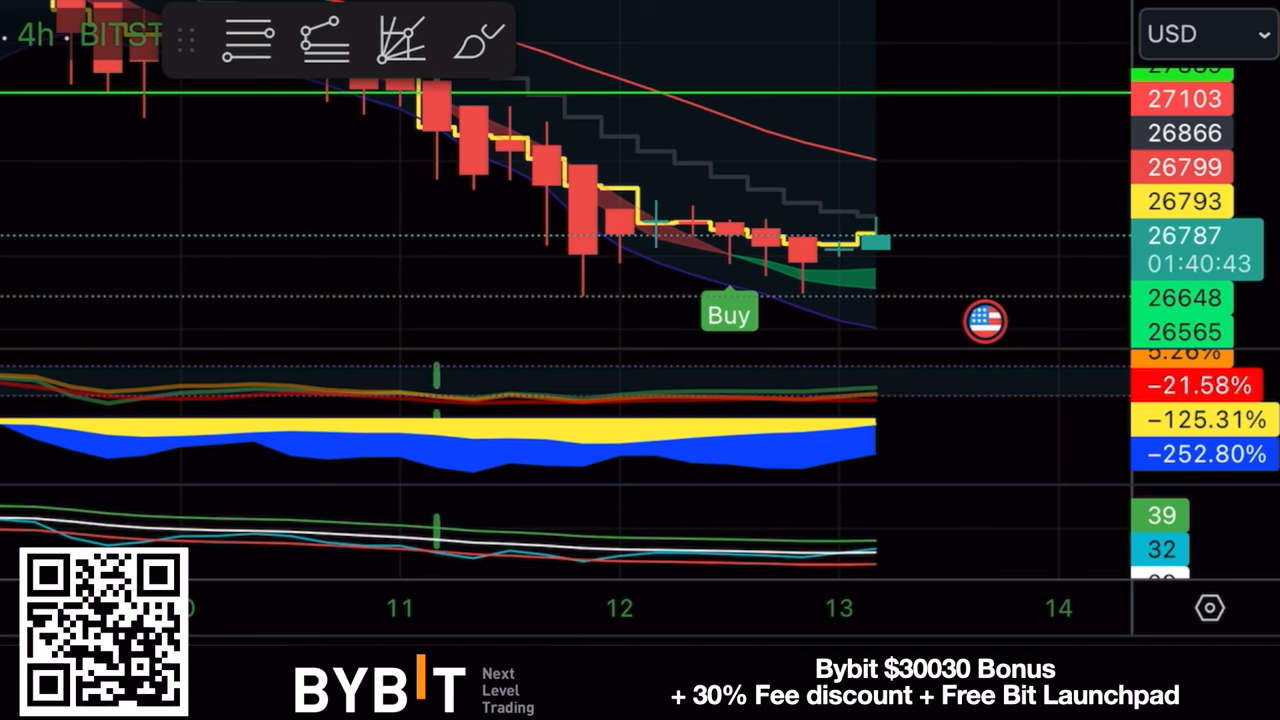 · 4h · BITST
USD
27103
26866
26799
26793
26787
01:40:43
26648
26565
5.26%
−21.58%
−125.31%
−252.80%
Buy
39
32
11
12
13
14
BYBIT
Next
Level
Trading
Bybit $30030 Bonus
+ 30% Fee discount + Free Bit Launchpad